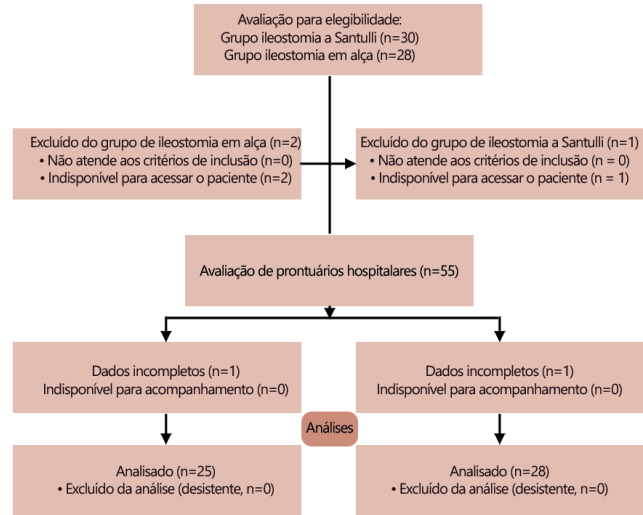 Avaliação para elegibilidade:
Grupo ileostomia a Santulli (n=30)
Grupo ileostomia em alça (n=28)
Excluído do grupo de ileostomia em alça (n=2)
• Não atende aos critérios de inclusão (n=0)
• Indisponível para acessar o paciente (n=2)
Excluído do grupo de ileostomia a Santulli (n=1)
• Não atende aos critérios de inclusão (n = 0)
• Indisponível para acessar o paciente (n = 1)
Avaliação de prontuários hospitalares (n=55)
Dados incompletos (n=1)
Indisponível para acompanhamento (n=0)
Dados incompletos (n=1)
Indisponível para acompanhamento (n=0)
Análises
Analisado (n=25)
• Excluído da análise (desistente, n=0)
Analisado (n=28)
• Excluído da análise (desistente, n=0)